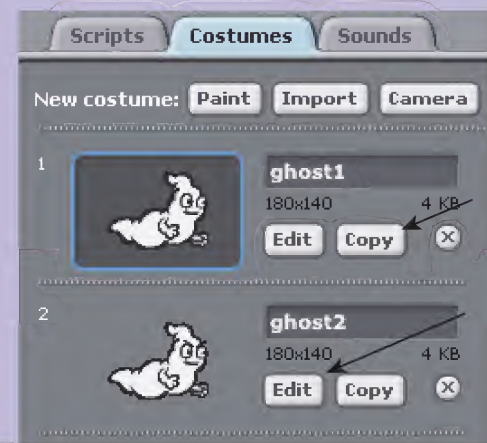 Scripts Costumes Sounds
New costume: Paint Import Camera
1
ghost1
180x140 4 KB
Edit Copy X
2
ghost2
180x140 4 KB
Edit Copy X